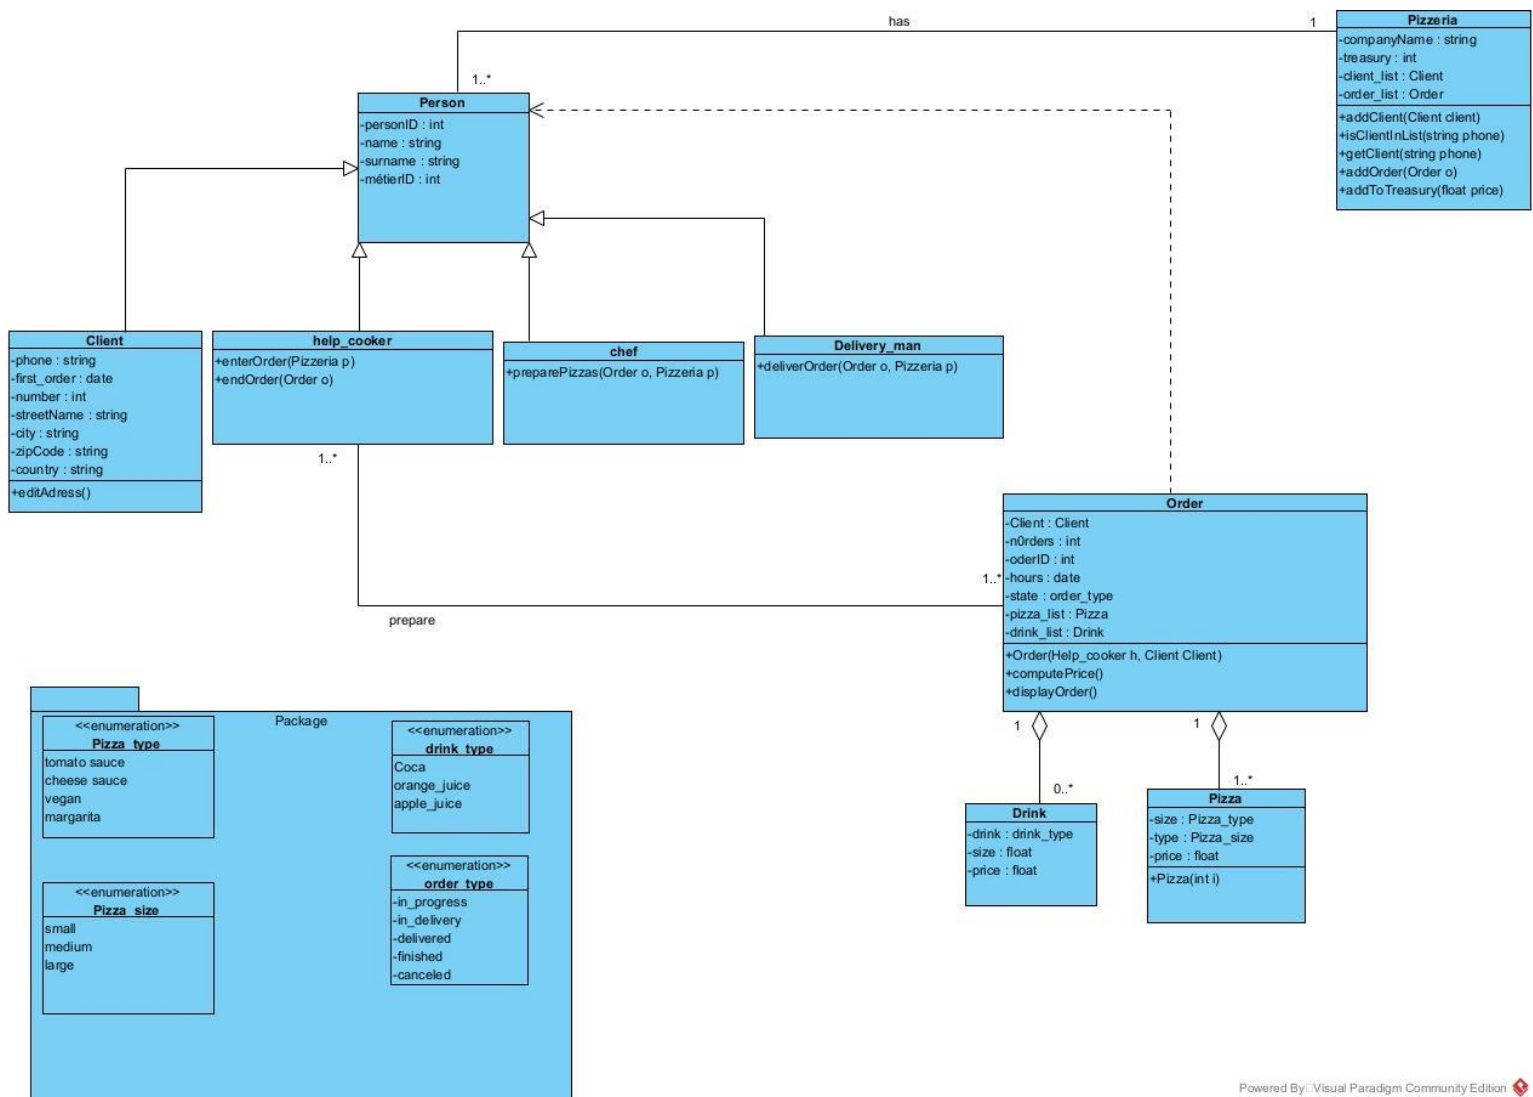 has
1
1..*
Pizzeria
-companyName : string
-treasury : int
-client_list : Client
-order_list : Order
+addClient(Client client)
+isClientInList(string phone)
+getClient(string phone)
+addOrder(Order o)
+addToTreasury(float price)
Person
-personID : int
-name : string
-surname : string
-métierID : int
Client
-phone : string
-first_order : date
-number : int
-streetName : string
-city : string
-zipCode : string
-country : string
+editAdress()
help_cooker
+enterOrder(Pizzeria p)
+endOrder(Order o)
chef
+preparePizzas(Order o, Pizzeria p)
Delivery_man
+deliverOrder(Order o, Pizzeria p)
1..*
1..*
prepare
Order
-Client : Client
-n0rders : int
-oderID : int
-hours : date
-state : order_type
-pizza_list : Pizza
-drink_list : Drink
+Order(Help_cooker h, Client Client)
+computePrice()
+displayOrder()
1
1
0..*
1..*
Drink
-drink : drink_type
-size : float
-price : float
Pizza
-size : Pizza_type
-type : Pizza_size
-price : float
+Pizza(int i)
Package
<<enumeration>>
Pizza_type
tomato sauce
cheese sauce
vegan
margarita
<<enumeration>>
drink_type
Coca
orange_juice
apple_juice
<<enumeration>>
Pizza_size
small
medium
large
<<enumeration>>
order_type
-in_progress
-in_delivery
-delivered
-finished
-canceled
Powered By Visual Paradigm Community Edition